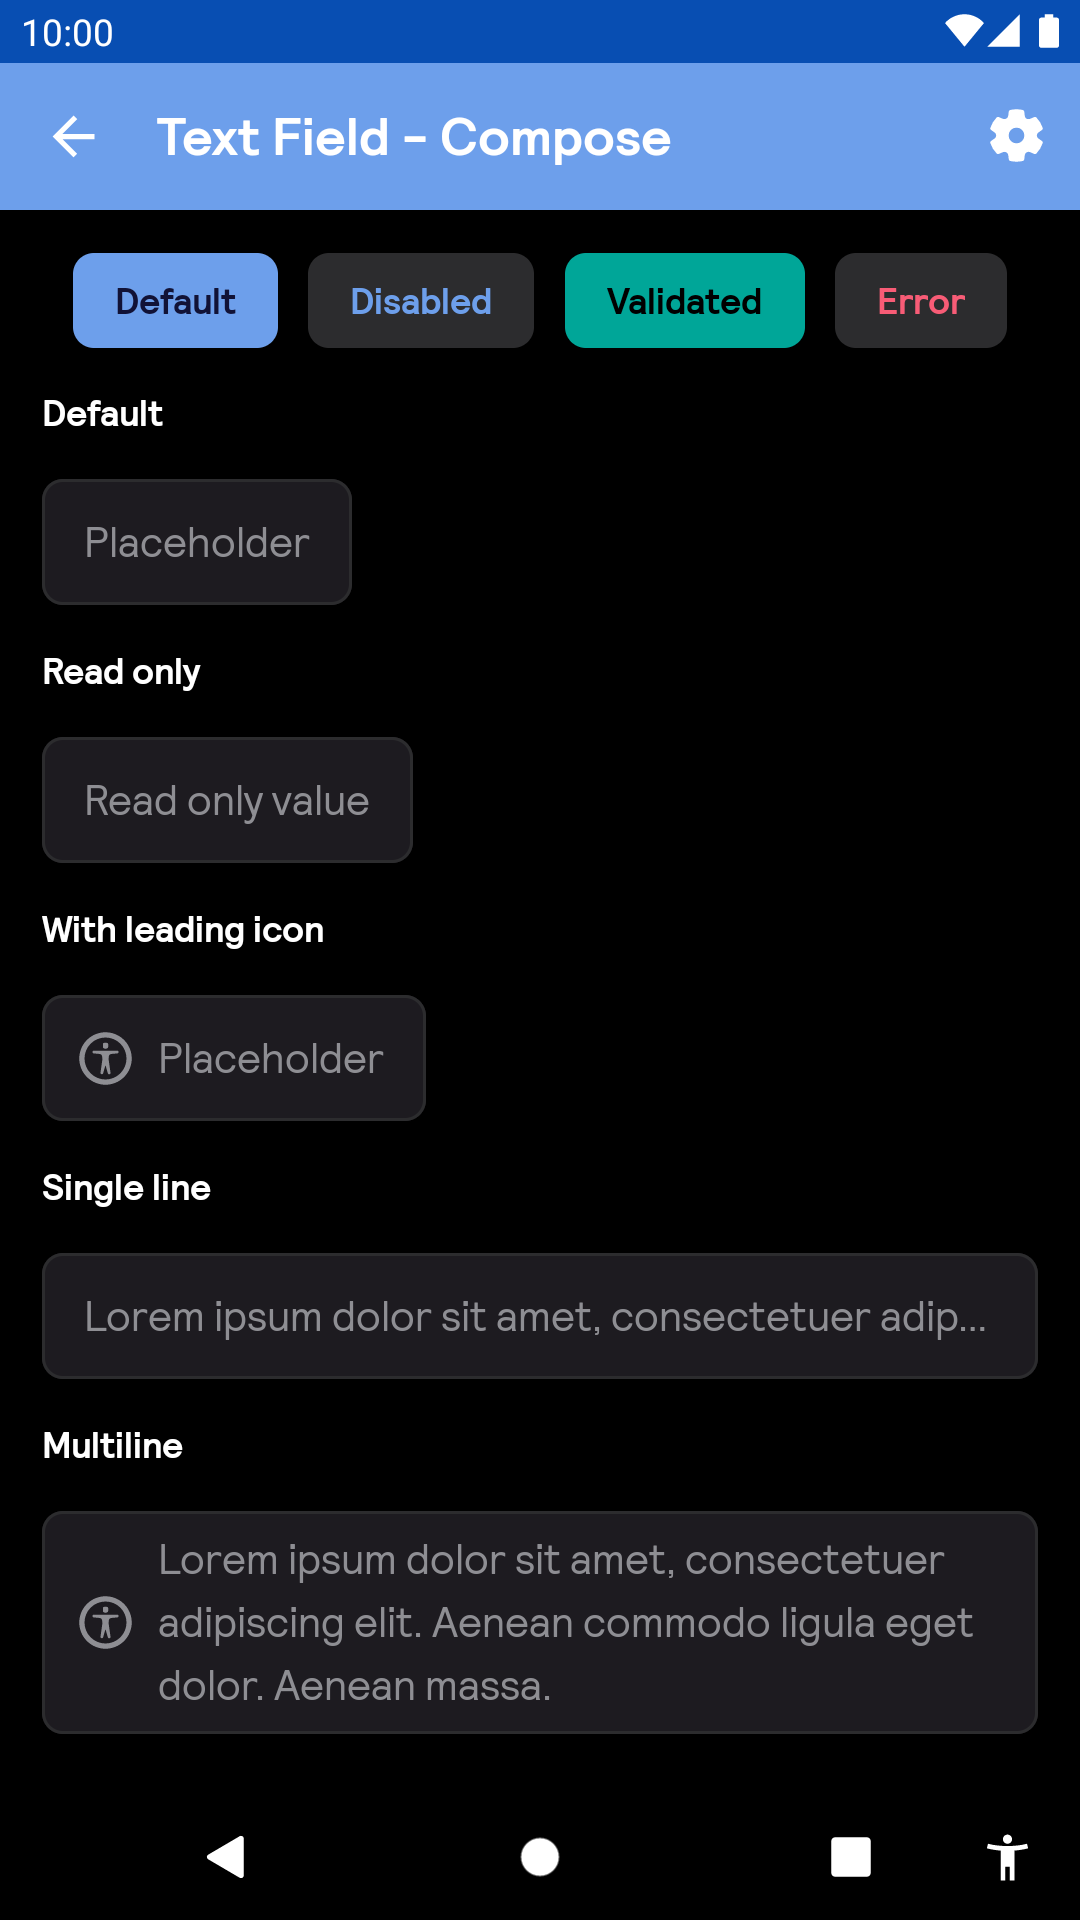 10:00
Text Field - Compose
Default Disabled Validated Error
Default
Placeholder
Read only
Read only value
With leading icon
Placeholder
Single line
Lorem ipsum dolor sit amet, consectetuer adip...
Multiline
Lorem ipsum dolor sit amet, consectetuer
adipiscing elit. Aenean commodo ligula eget
dolor. Aenean massa.